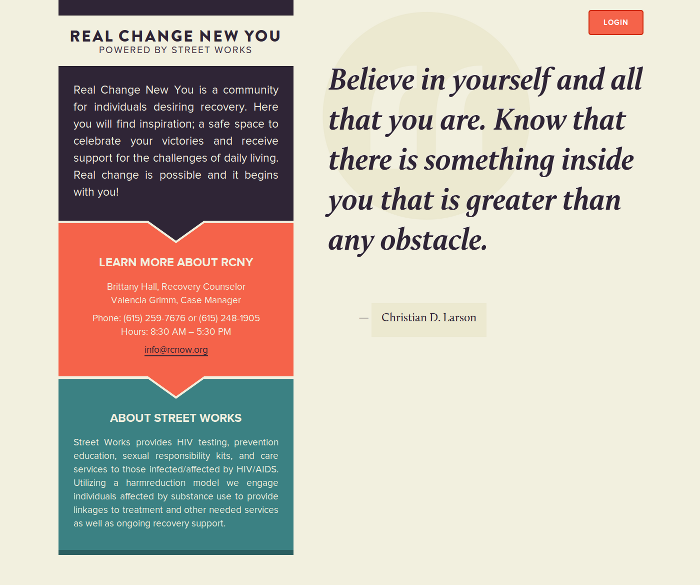 REAL CHANGE NEW YOU
POWERED BY STREET WORKS
Real Change New You is a community
for individuals desiring recovery. Here
you will find inspiration; a safe space to
celebrate your victories and receive
support for the challenges of daily living.
Real change is possible and it begins
with you!
LEARN MORE ABOUT RCNY
Brittany Hall, Recovery Counselor
Valencia Grimm, Case Manager
Phone: (615) 259-7676 or (615) 248-1905
Hours: 8:30 AM – 5:30 PM
info@rcnow.org
ABOUT STREET WORKS
Street Works provides HIV testing, prevention
education, sexual responsibility kits, and care
services to those infected/affected by HIV/AIDS.
Utilizing a harmreduction model we engage
individuals affected by substance use to provide
linkages to treatment and other needed services
as well as ongoing recovery support.
LOGIN
Believe in yourself and all
that you are. Know that
there is something inside
you that is greater than
any obstacle.
— Christian D. Larson